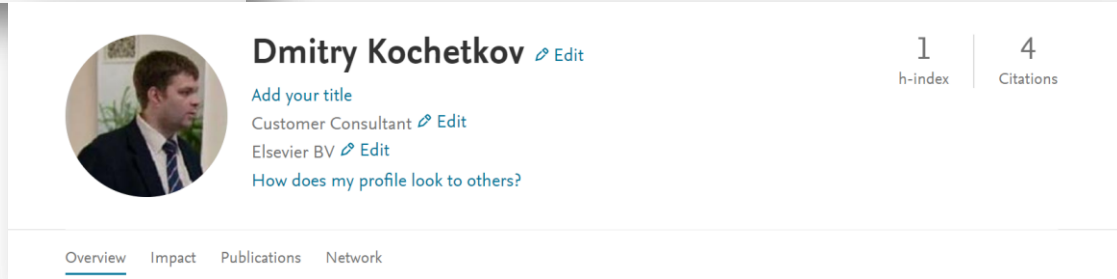 Dmitry Kochetkov Edit
Add your title
Customer Consultant Edit
Elsevier BV Edit
How does my profile look to others?
1
h-index
4
Citations
Overview Impact Publications Network